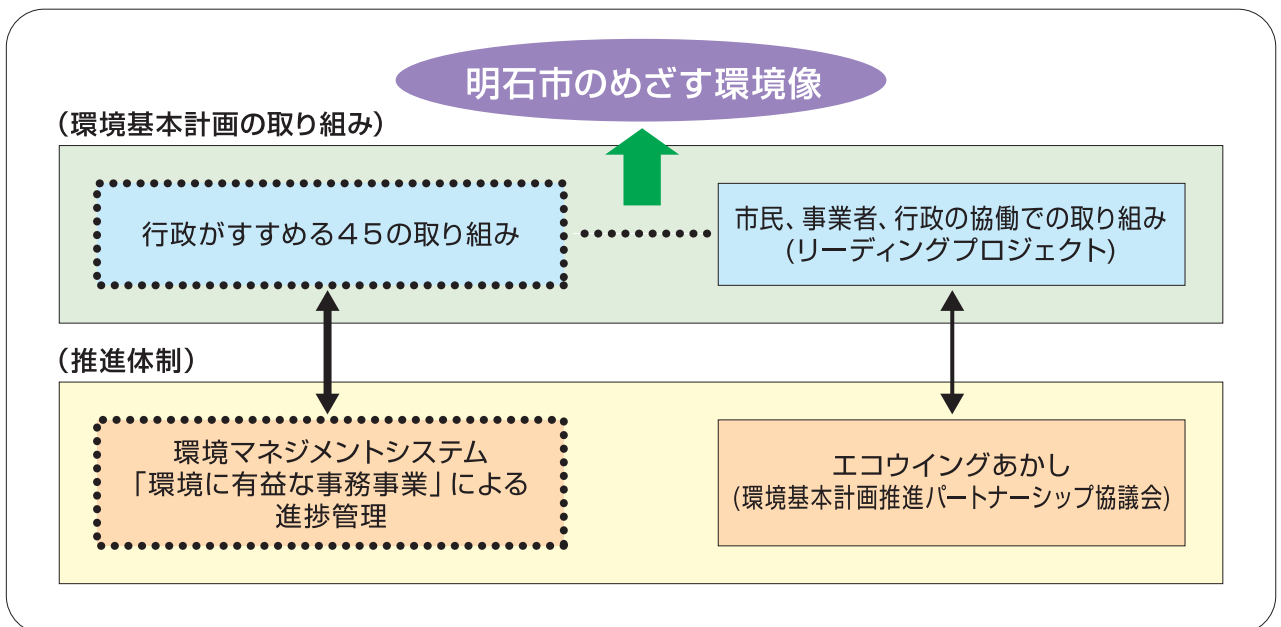 明石市のめざす環境像
（環境基本計画の取り組み）
行政がすすめる４５の取り組み
市民、事業者、行政の協働での取り組み
(リーディングプロジェクト)
（推進体制）
環境マネジメントシステム
「環境に有益な事務事業」による
進捗管理
エコウイングあかし
(環境基本計画推進パートナーシップ協議会)